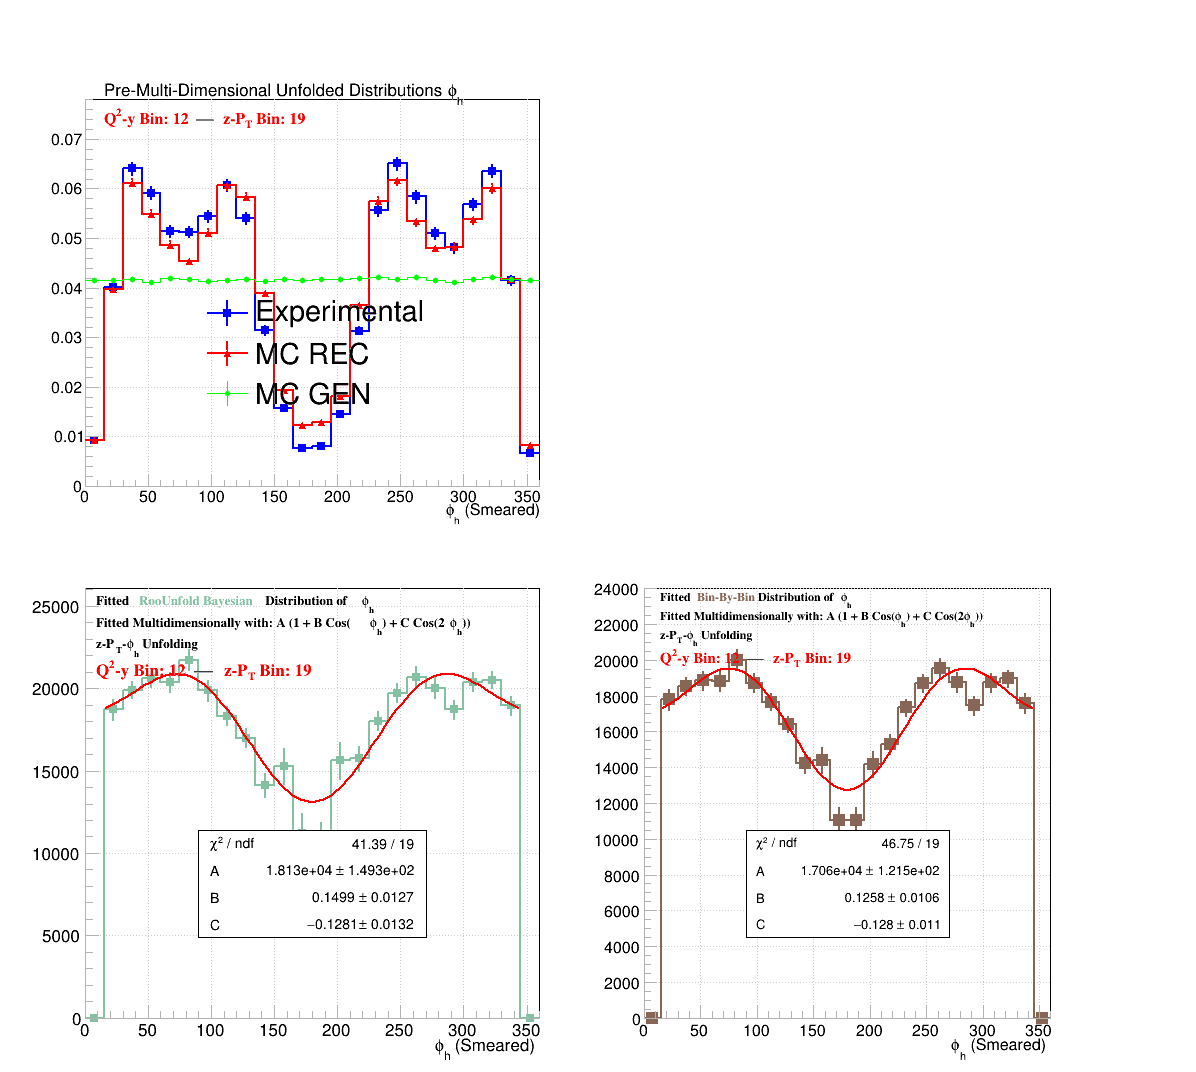 Pre-Multi-Dimensional Unfolded Distributions ϕh
Q2-y Bin: 12 — z-PT Bin: 19
0.07
0.06
0.05
0.04
0.03
0.02
0.01
0
Experimental
MC REC
MC GEN
0 50 100 150 200 250 300 350
ϕh (Smeared)
Fitted RooUnfold Bayesian Distribution of ϕh
Fitted Multidimensionally with: A (1 + B Cos( ϕh) + C Cos(2 ϕh))
z-PT-ϕh Unfolding
Q2-y Bin: 12 — z-PT Bin: 19
25000
20000
15000
10000
5000
0
χ2 / ndf 41.39 / 19
A 1.813e+04 ± 1.493e+02
B 0.1499 ± 0.0127
C −0.1281 ± 0.0132
0 50 100 150 200 250 300 350
ϕh (Smeared)
Fitted Bin-By-Bin Distribution of ϕh
Fitted Multidimensionally with: A (1 + B Cos(ϕh) + C Cos(2ϕh))
z-PT-ϕh Unfolding
Q2-y Bin: 12 — z-PT Bin: 19
24000
22000
20000
18000
16000
14000
12000
10000
8000
6000
4000
2000
0
χ2 / ndf 46.75 / 19
A 1.706e+04 ± 1.215e+02
B 0.1258 ± 0.0106
C −0.128 ± 0.011
0 50 100 150 200 250 300 350
ϕh (Smeared)